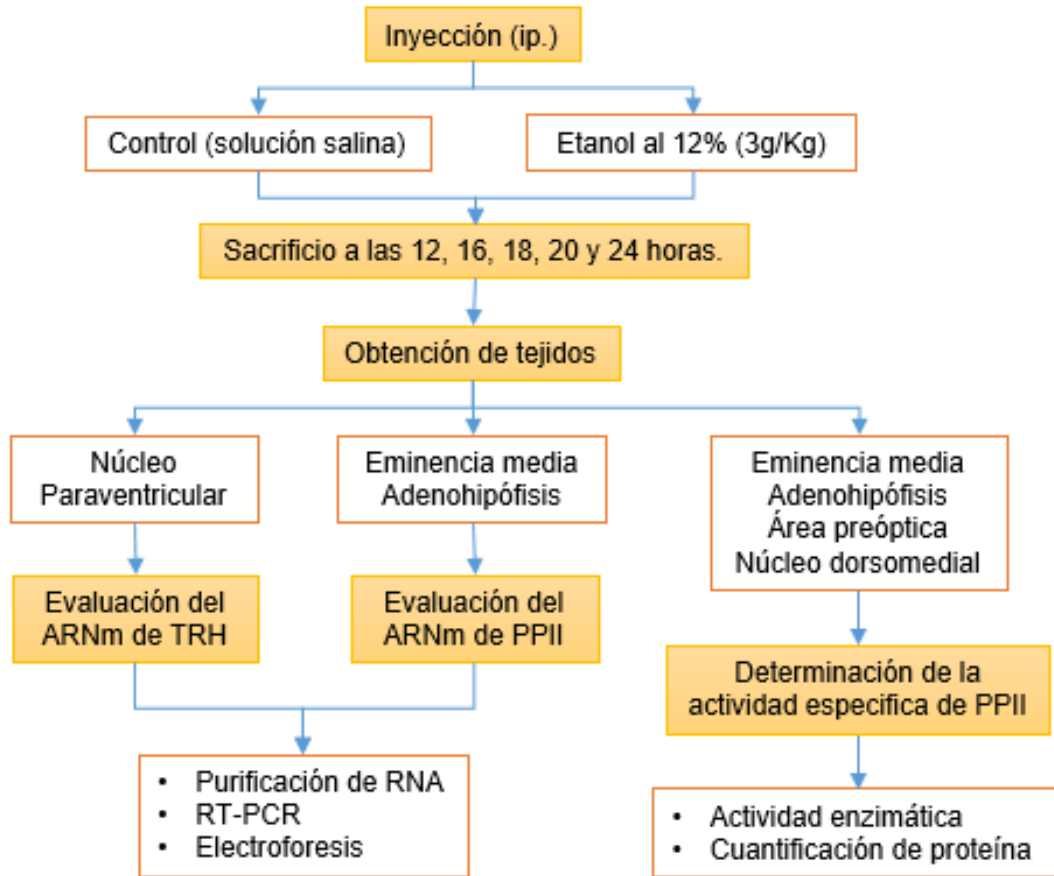 Inyección (ip.)
Control (solución salina)
Etanol al 12% (3g/Kg)
Sacrificio a las 12, 16, 18, 20 y 24 horas.
Obtención de tejidos
Núcleo
Paraventricular
Eminencia media
Adenohipófisis
Eminencia media
Adenohipófisis
Área preóptica
Núcleo dorsomedial
Evaluación del
ARNm de TRH
Evaluación del
ARNm de PPII
Determinación de la
actividad especifica de PPII
• Purificación de RNA
• RT-PCR
• Electroforesis
• Actividad enzimática
• Cuantificación de proteína